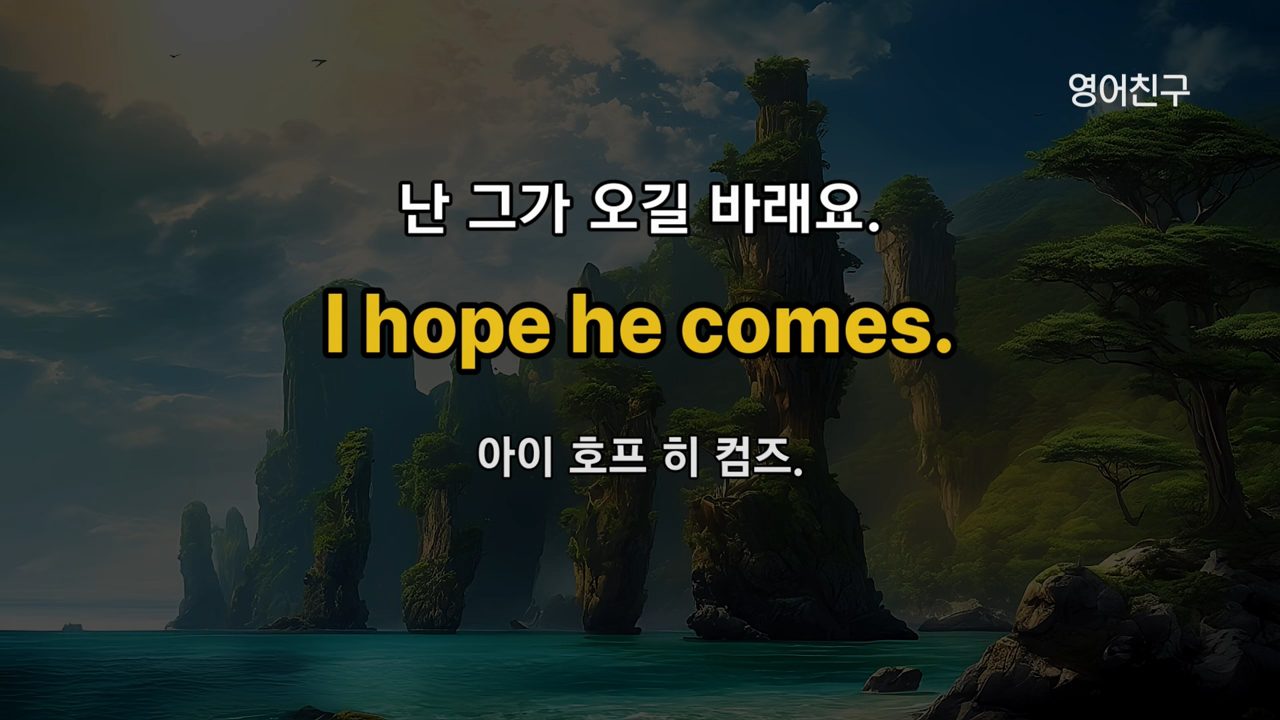 영어친구
난 그가 오길 바래요.
I hope he comes.
아이 호프 히 컴즈.